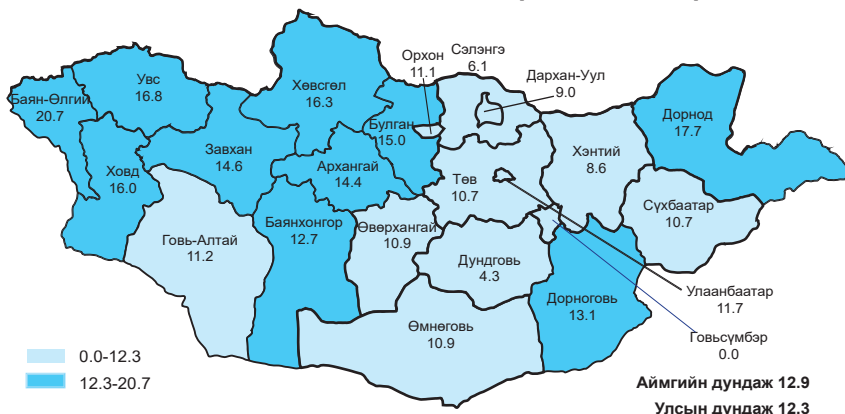 Орхон
11.1
Сэлэнгэ
6.1
Дархан-Уул
9.0
Увс
16.8
Хөвсгөл
16.3
Баян-Өлгий
20.7
Дорнод
17.7
Булган
15.0
Завхан
14.6
Хэнтий
8.6
Архангай
14.4
Ховд
16.0
Төв
10.7
Сүхбаатар
10.7
Баянхонгор
12.7
Өвөрхангай
10.9
Говь-Алтай
11.2
Дундговь
4.3
Улаанбаатар
11.7
Дорноговь
13.1
Өмнөговь
10.9
Говьсүмбэр
0.0
0.0-12.3
12.3-20.7
Аймгийн дундаж 12.9
Улсын дундаж 12.3